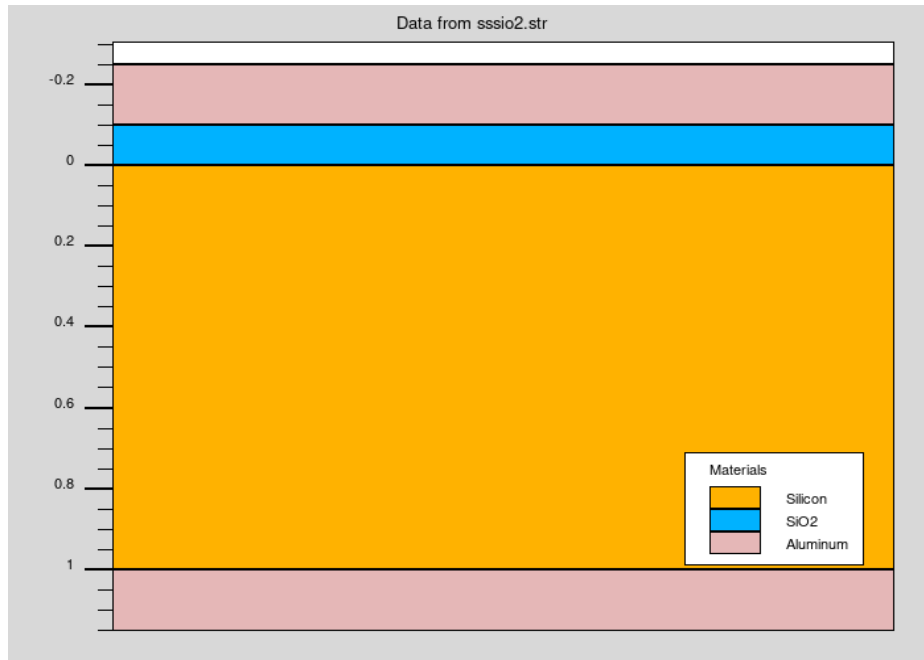 Data from sssio2.str
-0.2
0
0.2
0.4
0.6
0.8
1
Materials
Silicon
SiO2
Aluminum